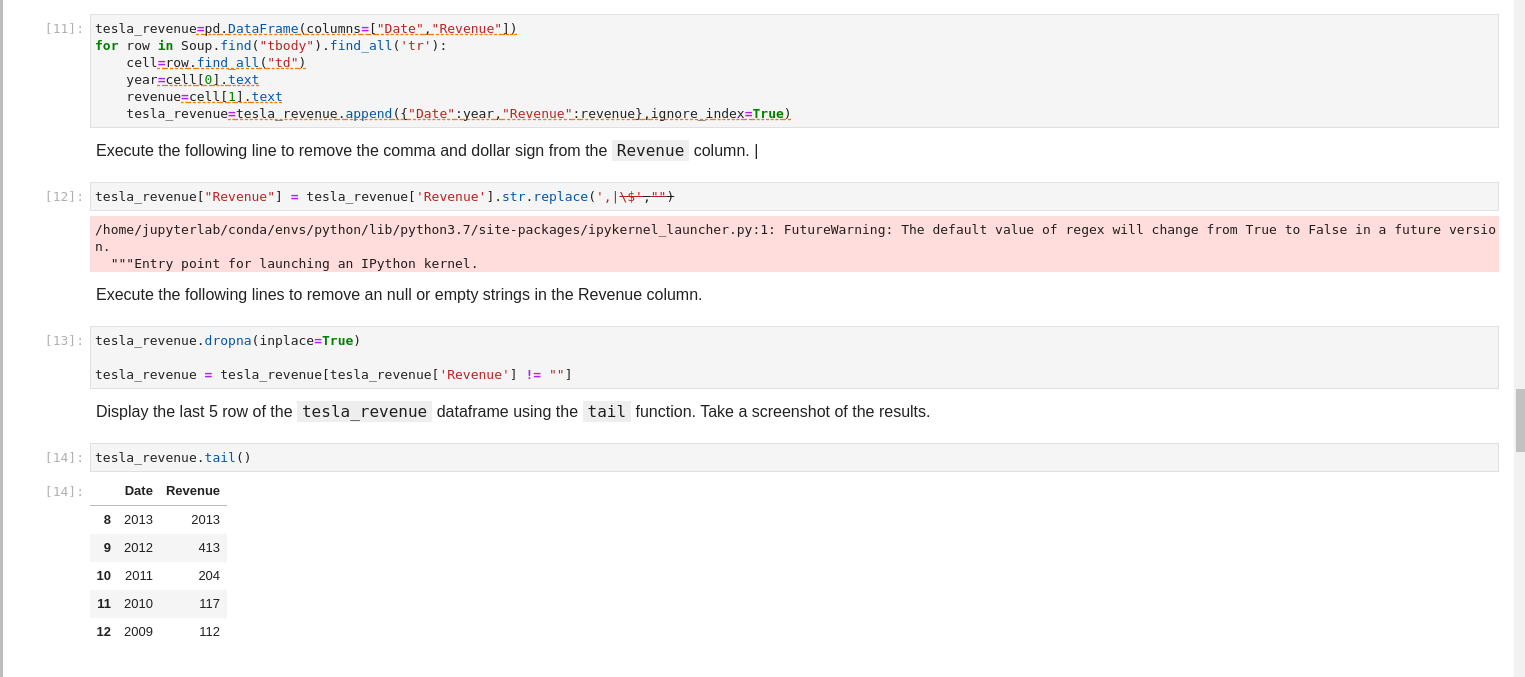 [11]: tesla_revenue=pd.DataFrame(columns=["Date","Revenue"])
for row in Soup.find("tbody").find_all('tr'):
    cell=row.find_all("td")
    year=cell[0].text
    revenue=cell[1].text
    tesla_revenue=tesla_revenue.append({"Date":year,"Revenue":revenue},ignore_index=True)
Execute the following line to remove the comma and dollar sign from the Revenue column. |
[12]: tesla_revenue["Revenue"] = tesla_revenue['Revenue'].str.replace(',|\$',"")
/home/jupyterlab/conda/envs/python/lib/python3.7/site-packages/ipykernel_launcher.py:1: FutureWarning: The default value of regex will change from True to False in a future versio
n.
  """Entry point for launching an IPython kernel.
Execute the following lines to remove an null or empty strings in the Revenue column.
[13]: tesla_revenue.dropna(inplace=True)
tesla_revenue = tesla_revenue[tesla_revenue['Revenue'] != ""]
Display the last 5 row of the tesla_revenue dataframe using the tail function. Take a screenshot of the results.
[14]: tesla_revenue.tail()
[14]: Date Revenue
8 2013 2013
9 2012 413
10 2011 204
11 2010 117
12 2009 112